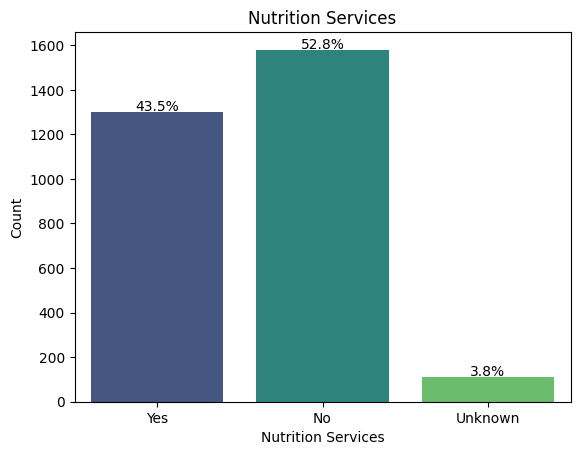 Nutrition Services
1600
1400
1200
1000
800
600
400
200
0
Count
43.5%
52.8%
3.8%
Yes
No
Unknown
Nutrition Services